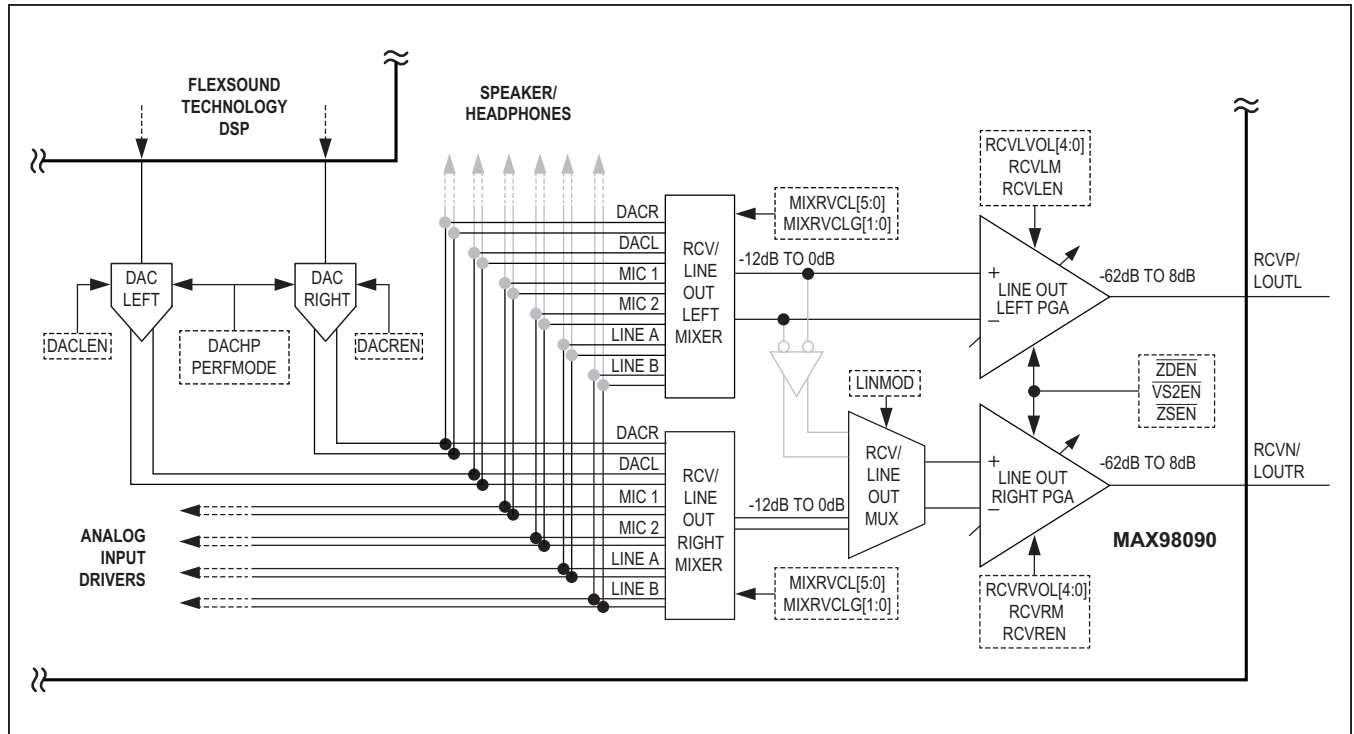 FLEXSOUND
TECHNOLOGY
DSP
SPEAKER/
HEADPHONES
DAC
LEFT
DAC
RIGHT
DACLEN
DACHP
PERFMODE
DACREN
ANALOG
INPUT
DRIVERS
DACR
DACL
MIC 1
MIC 2
LINE A
LINE B
RCV/
LINE
OUT
LEFT
MIXER
MIXRVCL[5:0]
MIXRVCLG[1:0]
-12dB TO 0dB
DACR
DACL
MIC 1
MIC 2
LINE A
LINE B
RCV/
LINE
OUT
RIGHT
MIXER
-12dB TO 0dB
MIXRVCL[5:0]
MIXRVCLG[1:0]
LINMOD
RCV/
LINE
OUT
MUX
RCVLVOL[4:0]
RCVLM
RCVLEN
+
LINE OUT
LEFT PGA
–
-62dB TO 8dB
RCVP/
LOUTL
ZDEN
VS2EN
ZSEN
+
LINE OUT
RIGHT PGA
–
-62dB TO 8dB
RCVN/
LOUTR
MAX98090
RCVRVOL[4:0]
RCVRM
RCVREN